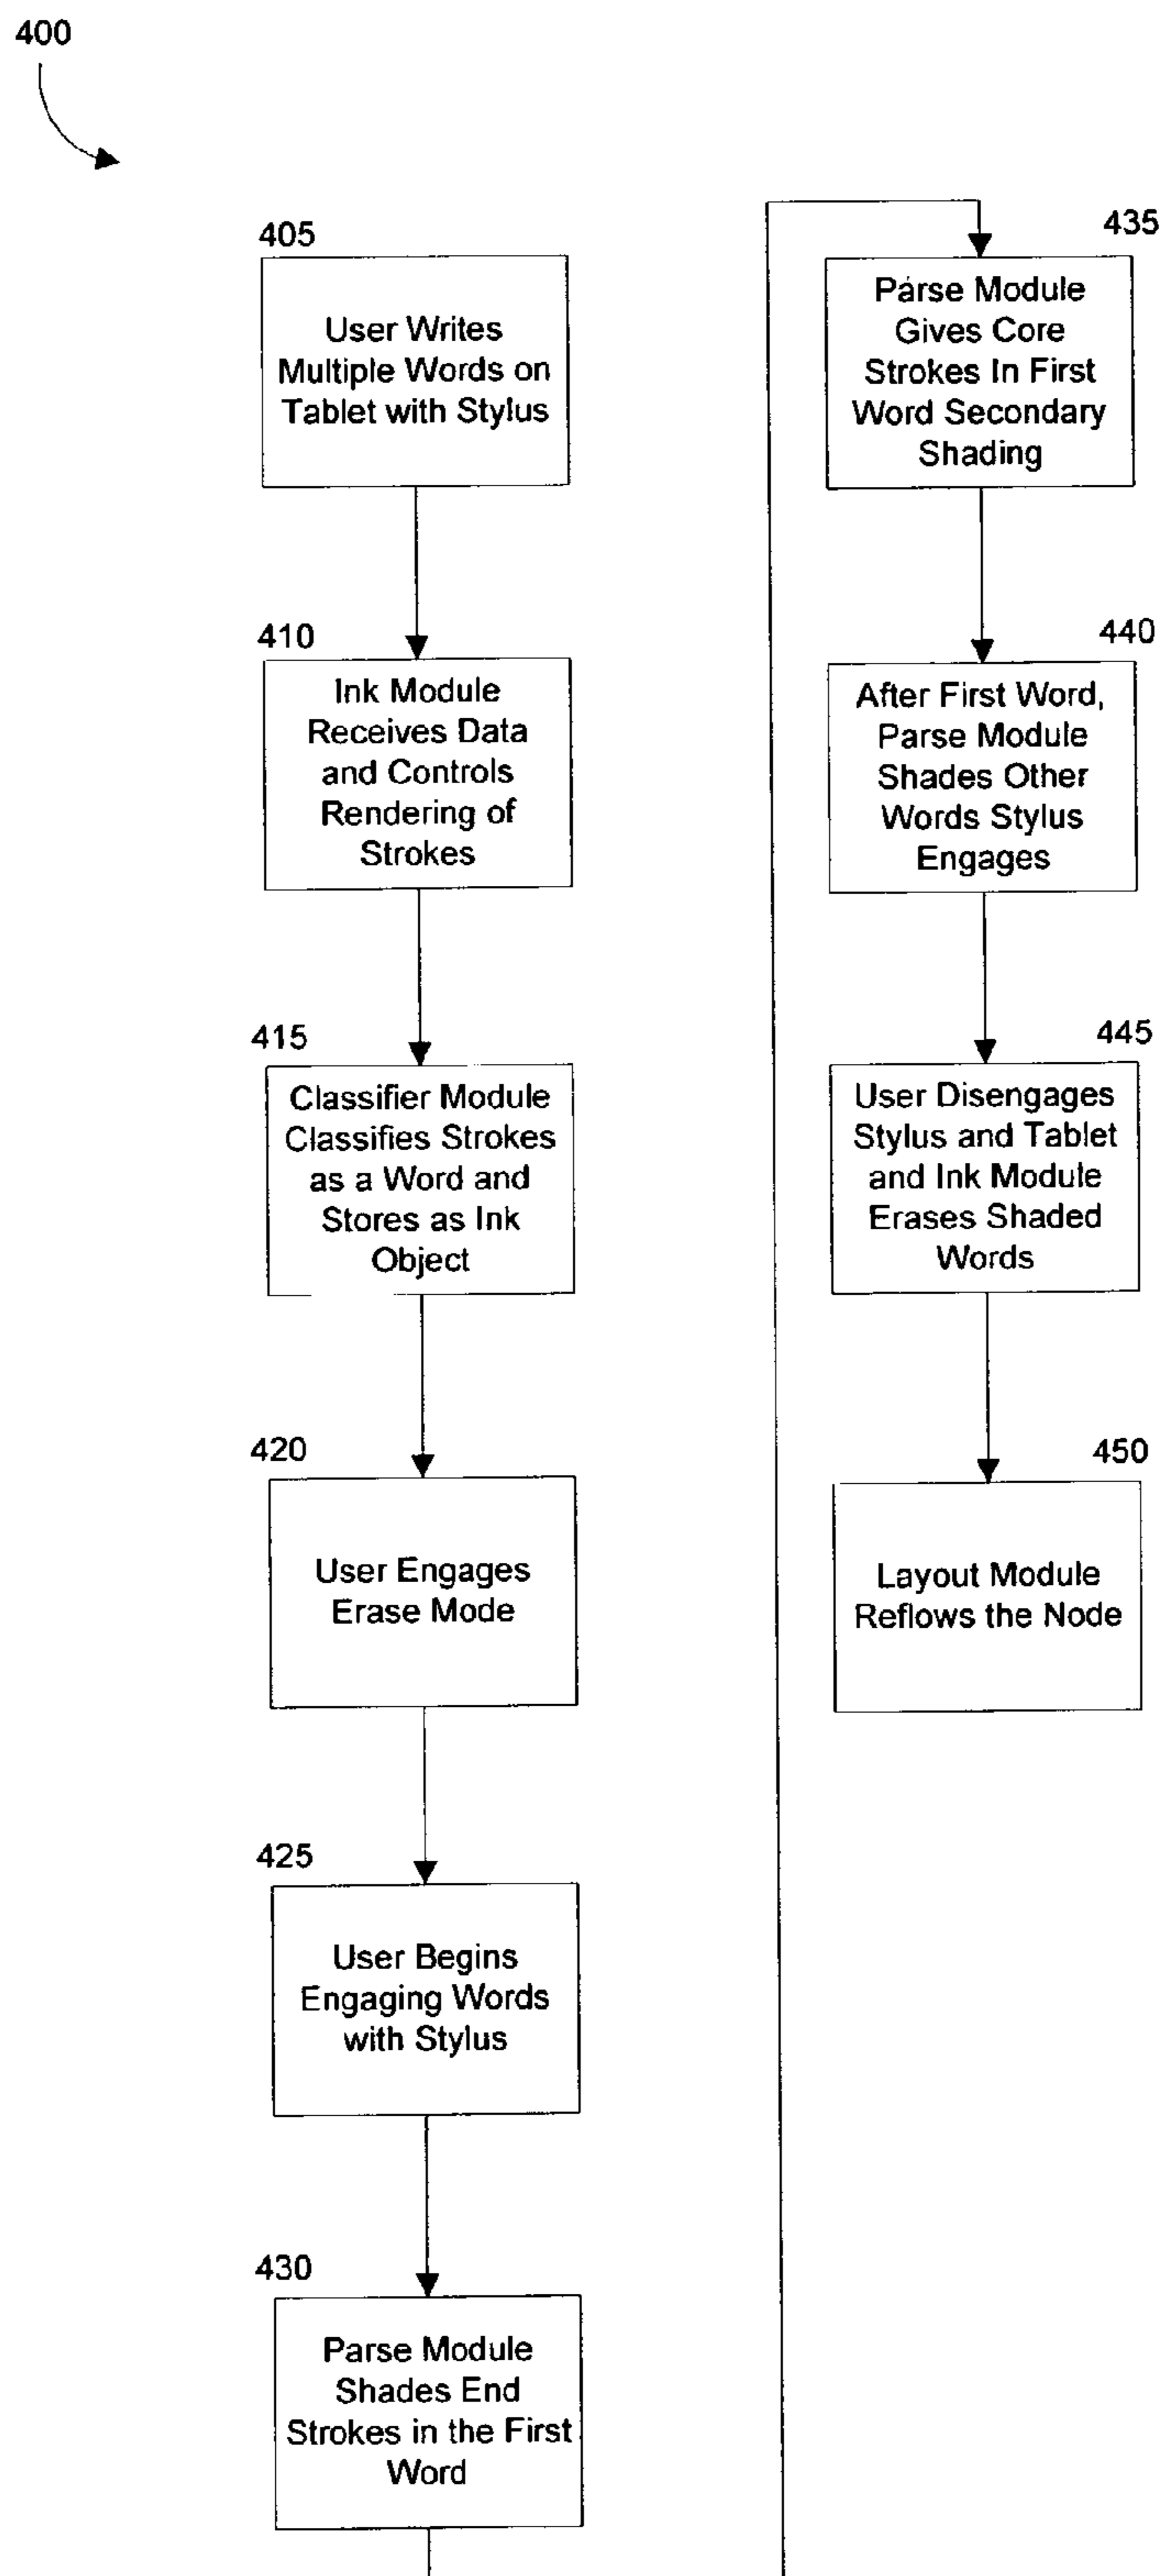 400
405
User Writes
Multiple Words on
Tablet with Stylus
410
Ink Module
Receives Data
and Controls
Rendering of
Strokes
415
Classifier Module
Classifies Strokes
as a Word and
Stores as Ink
Object
420
User Engages
Erase Mode
425
User Begins
Engaging Words
with Stylus
430
Parse Module
Shades End
Strokes in the First
Word
435
Parse Module
Gives Core
Strokes In First
Word Secondary
Shading
440
After First Word,
Parse Module
Shades Other
Words Stylus
Engages
445
User Disengages
Stylus and Tablet
and Ink Module
Erases Shaded
Words
450
Layout Module
Reflows the Node